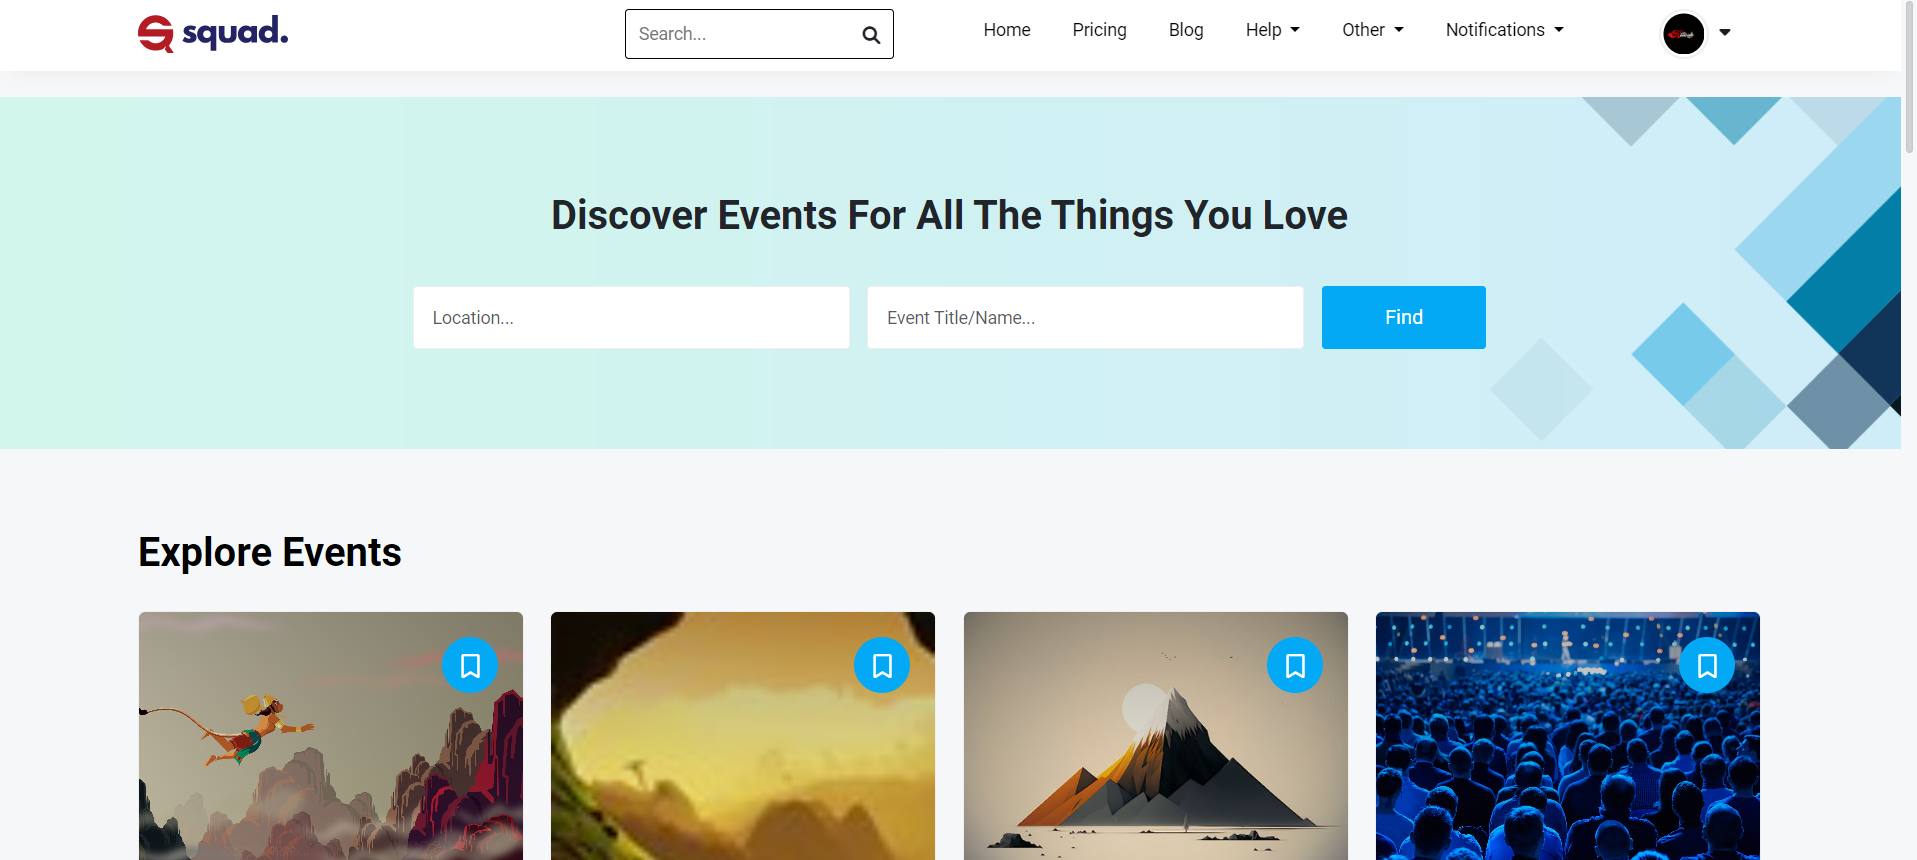 squad.
Search...
Home
Pricing
Blog
Help
Other
Notifications
Discover Events For All The Things You Love
Location...
Event Title/Name...
Find
Explore Events